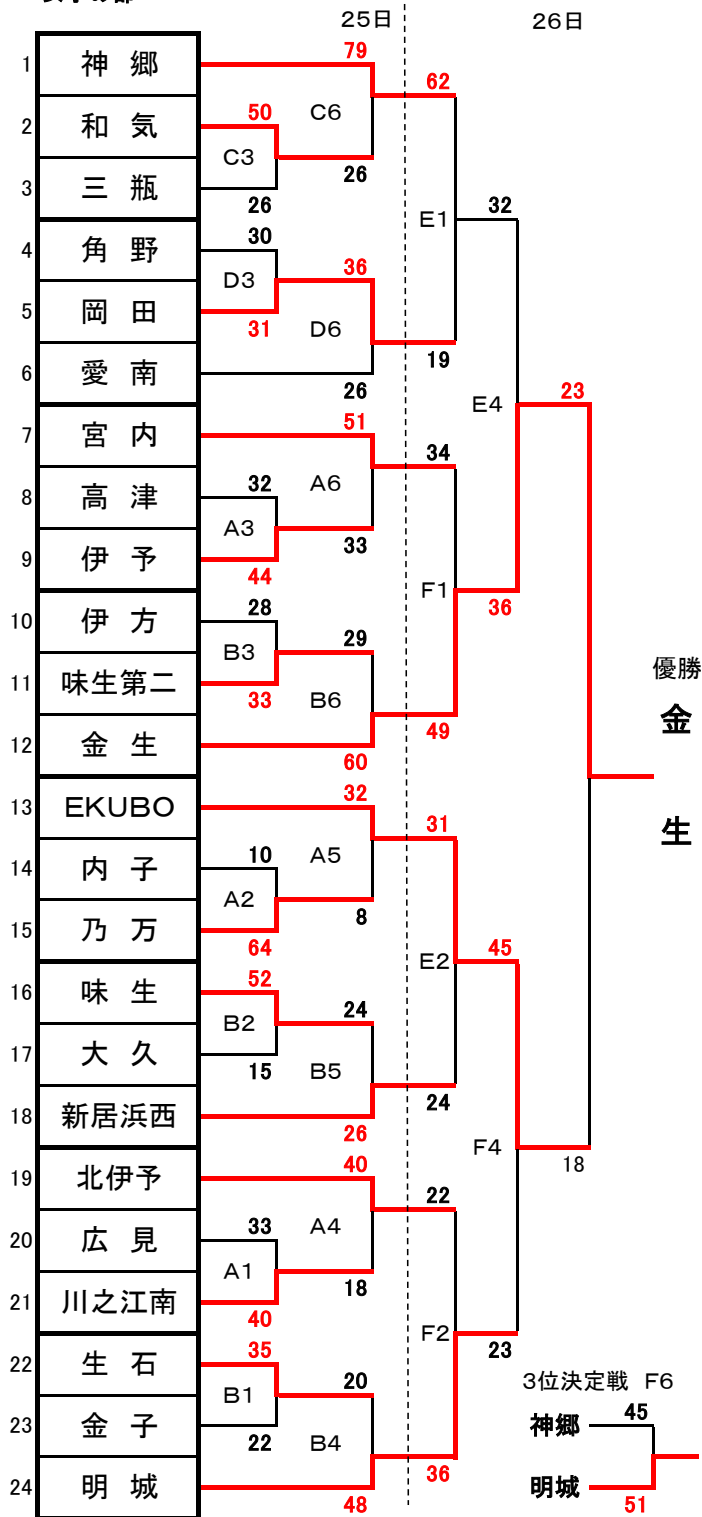 25日
26日
1 神郷 79 62
2 和気 50 C6
C3
3 三瓶 26 26
E1 32
4 角野 30
D3 36
5 岡田 31 D6
19
6 愛南 26
E4 23
7 宮内 51 34
8 高津 32 A6
A3
9 伊予 44 33
F1 36
10 伊方 28
B3 29
11 味生第二 33 B6
49
12 金生 60
優勝
金
生
13 EKUBO 32 31
14 内子 10 A5
A2
15 乃万 64 8
E2 45
16 味生 52
B2 24
17 大久 15 B5
24
18 新居浜西 26
F4 18
19 北伊予 40 22
20 広見 33 A4
A1
21 川之江南 40 18
F2 23
22 生石 35
B1 20
23 金子 22 B4
24 明城 48 36
3位決定戦 F6
神郷 45
明城 51